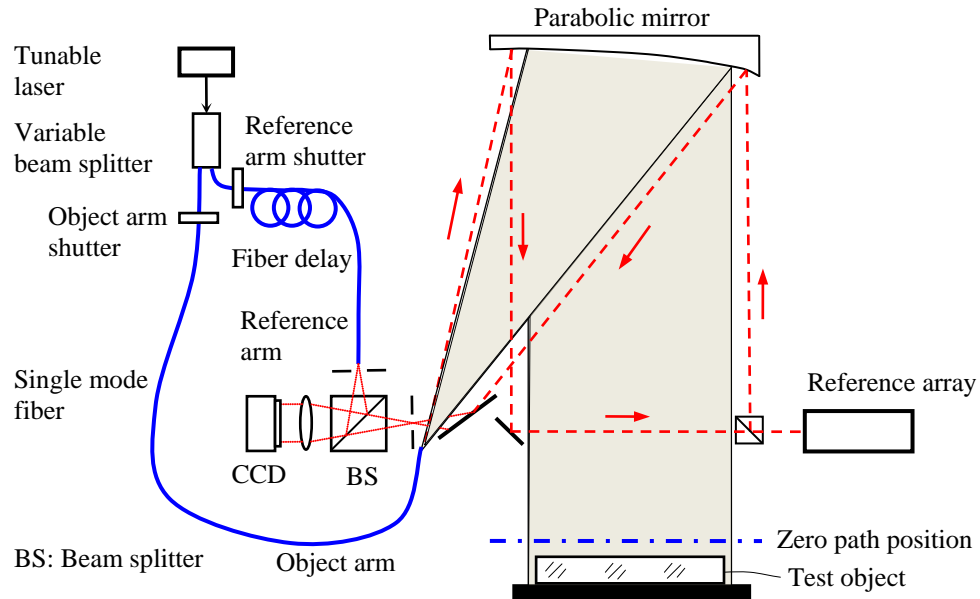 Parabolic mirror
Tunable
laser
Variable
beam splitter
Reference
arm shutter
Object arm
shutter
Fiber delay
Reference
arm
Single mode
fiber
Reference array
CCD
BS
Zero path position
BS: Beam splitter
Object arm
Test object